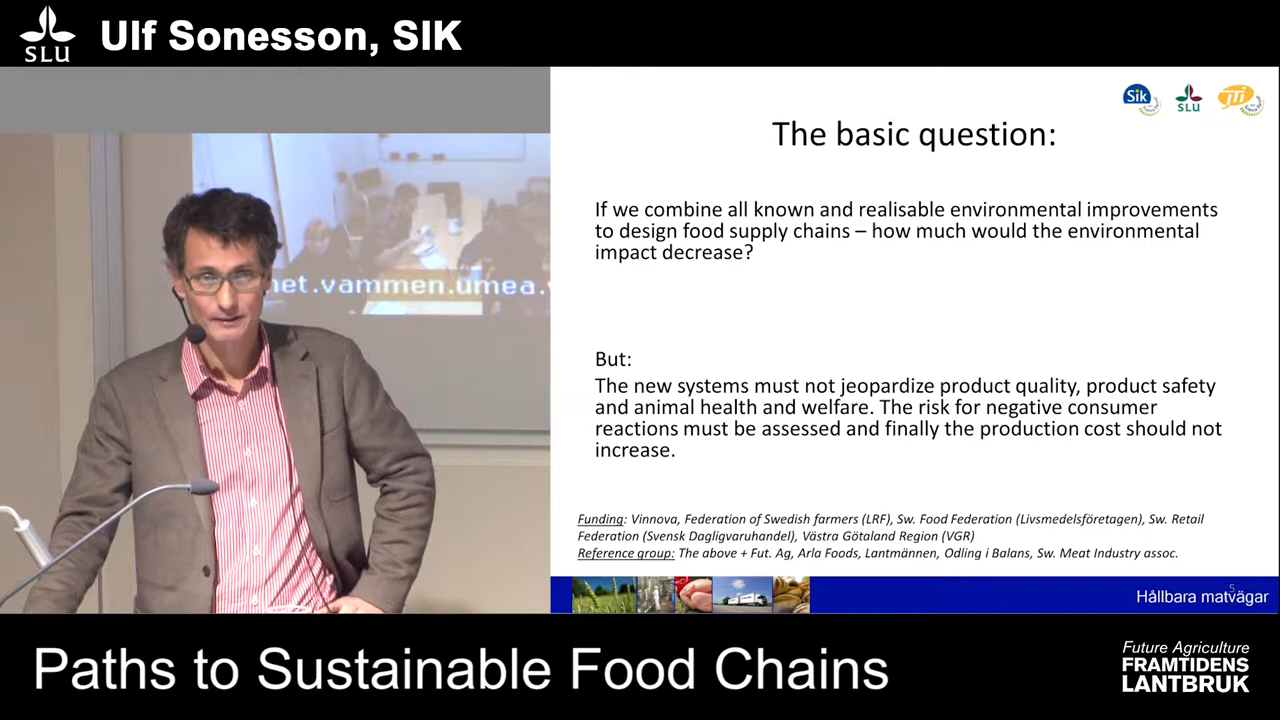 SLU
Ulf Sonesson, SIK
Sik
SLU
JTI
The basic question:
If we combine all known and realisable environmental improvements
to design food supply chains – how much would the environmental
impact decrease?
net.vammen.umea.
But:
The new systems must not jeopardize product quality, product safety
and animal health and welfare. The risk for negative consumer
reactions must be assessed and finally the production cost should not
increase.
Funding: Vinnova, Federation of Swedish farmers (LRF), Sw. Food Federation (Livsmedelsföretagen), Sw. Retail
Federation (Svensk Dagligvaruhandel), Västra Götaland Region (VGR)
Reference group: The above + Fut. Ag, Arla Foods, Lantmännen, Odling i Balans, Sw. Meat Industry assoc.
5
Hållbara matvägar
Paths to Sustainable Food Chains
Future Agriculture
FRAMTIDENS
LANTBRUK